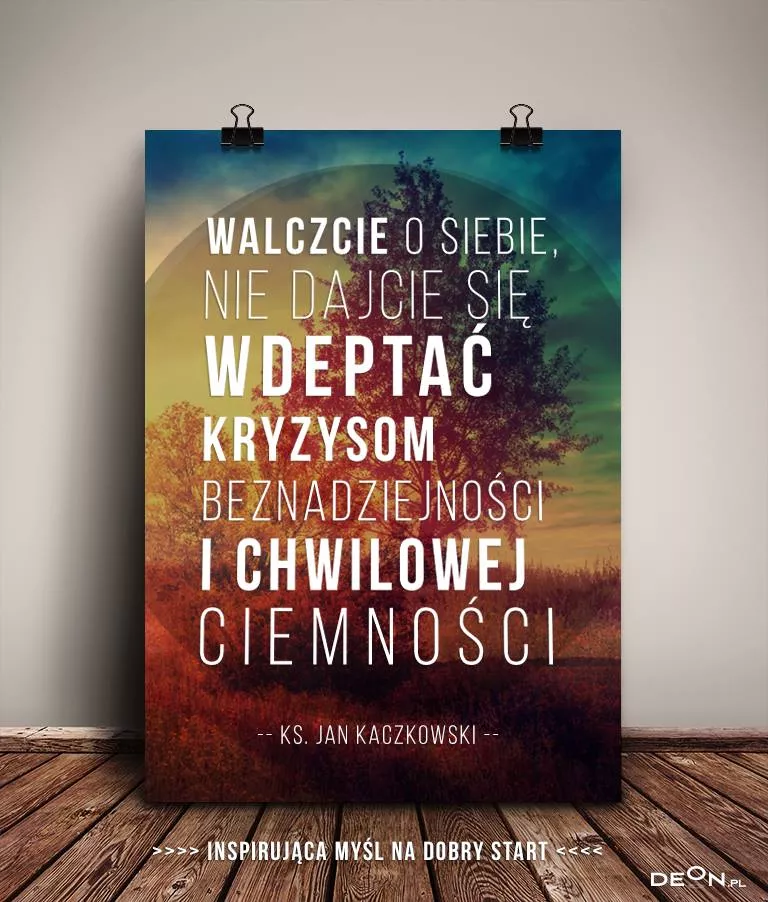 WALCZCIE O SIEBIE,
NIE DAJCIE SIĘ
WDEPTAĆ
KRYZYSOM
BEZNADZIEJNOŚCI
I CHWILOWEJ
CIEMNOŚCI
-- KS. JAN KACZKOWSKI --
>>>> INSPIRUJĄCA MYŚL NA DOBRY START <<<<
DEON.PL